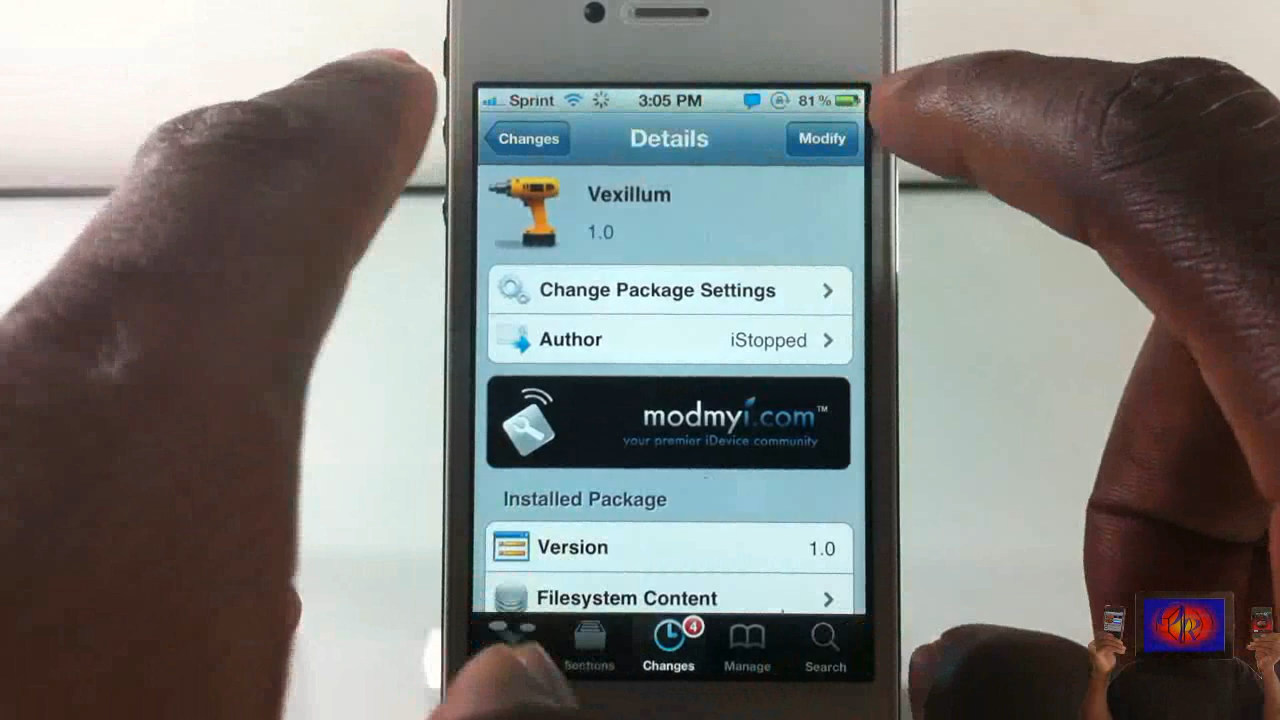 Sprint 3:05 PM 81%
Changes Details Modify
Vexillum
1.0
Change Package Settings
Author iStopped
modmyi.com™
your premier iDevice community
Installed Package
Version 1.0
Filesystem Content
4
Sections Changes Manage Search